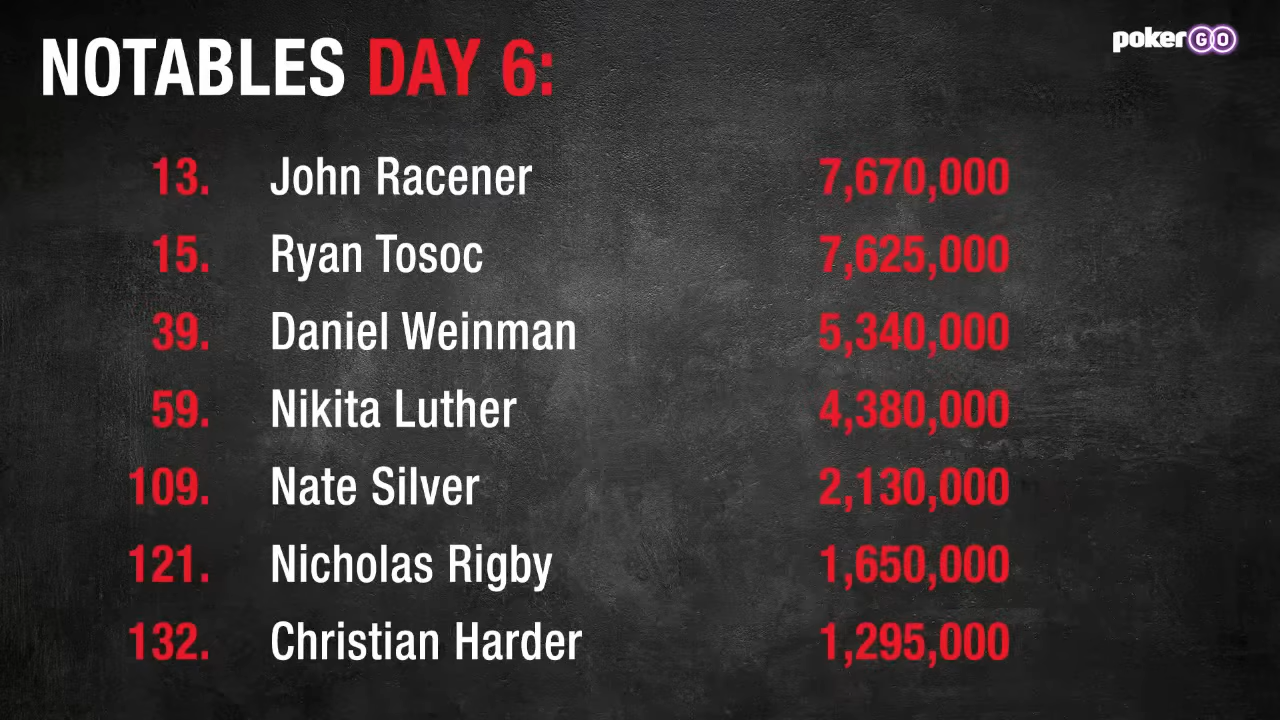 NOTABLES DAY 6:
pokerGO
13. John Racener 7,670,000
15. Ryan Tosoc 7,625,000
39. Daniel Weinman 5,340,000
59. Nikita Luther 4,380,000
109. Nate Silver 2,130,000
121. Nicholas Rigby 1,650,000
132. Christian Harder 1,295,000